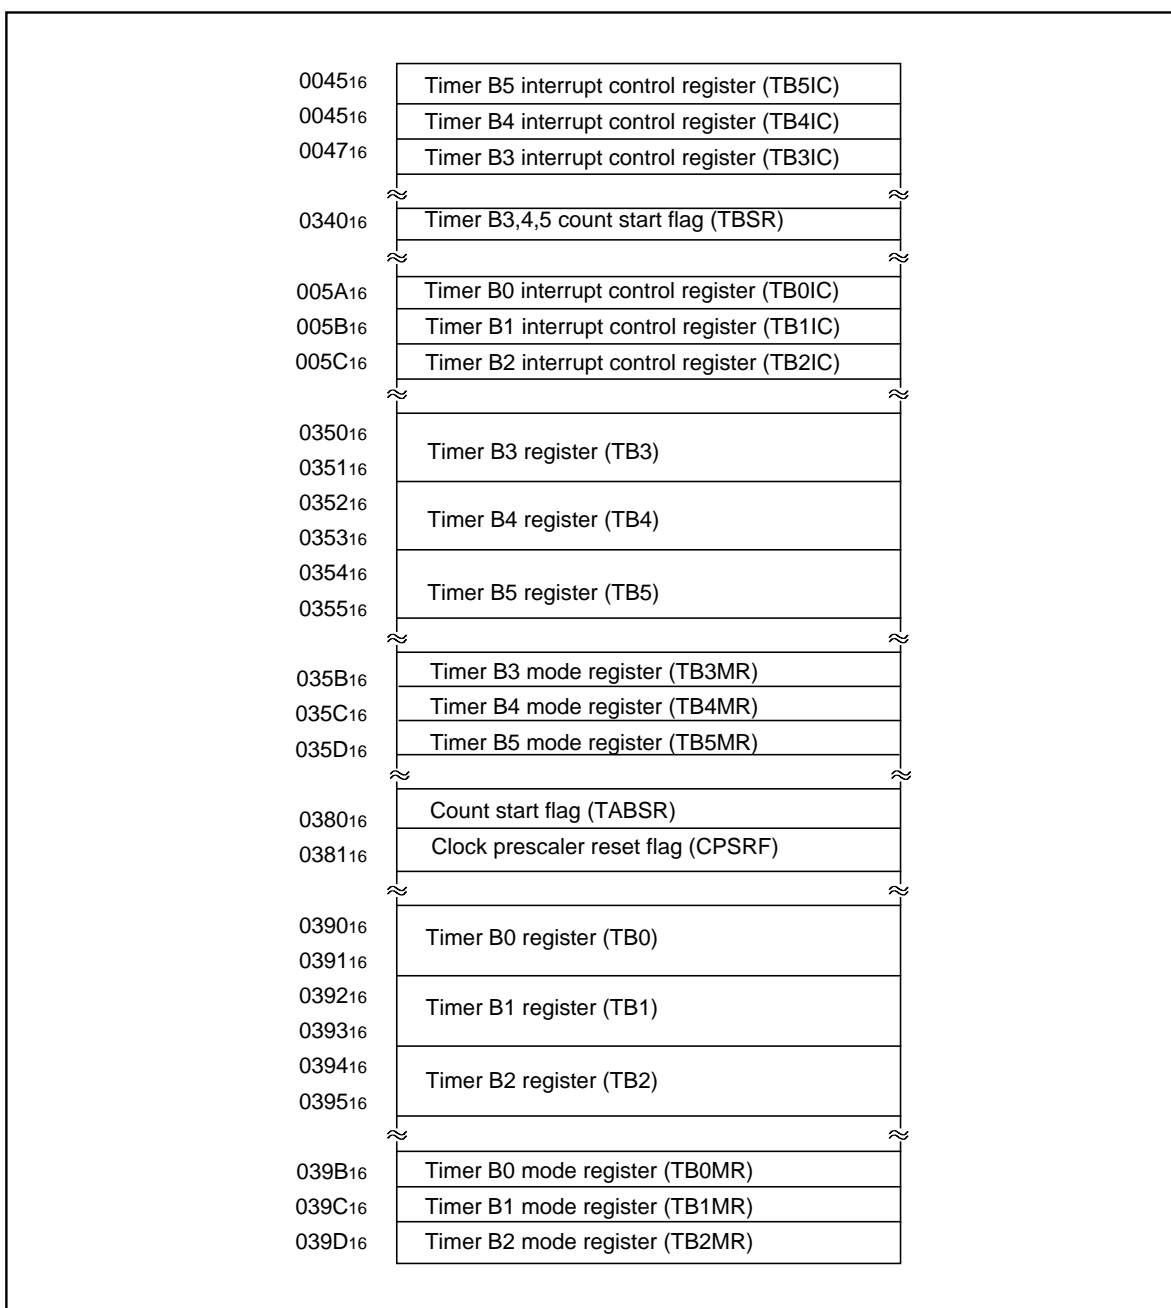 004516 Timer B5 interrupt control register (TB5IC)
004516 Timer B4 interrupt control register (TB4IC)
004716 Timer B3 interrupt control register (TB3IC)
034016 Timer B3,4,5 count start flag (TBSR)
005A16 Timer B0 interrupt control register (TB0IC)
005B16 Timer B1 interrupt control register (TB1IC)
005C16 Timer B2 interrupt control register (TB2IC)
035016
Timer B3 register (TB3)
035116
035216
Timer B4 register (TB4)
035316
035416
Timer B5 register (TB5)
035516
035B16 Timer B3 mode register (TB3MR)
035C16 Timer B4 mode register (TB4MR)
035D16 Timer B5 mode register (TB5MR)
038016 Count start flag (TABSR)
038116 Clock prescaler reset flag (CPSRF)
039016
Timer B0 register (TB0)
039116
039216
Timer B1 register (TB1)
039316
039416
Timer B2 register (TB2)
039516
039B16 Timer B0 mode register (TB0MR)
039C16 Timer B1 mode register (TB1MR)
039D16 Timer B2 mode register (TB2MR)